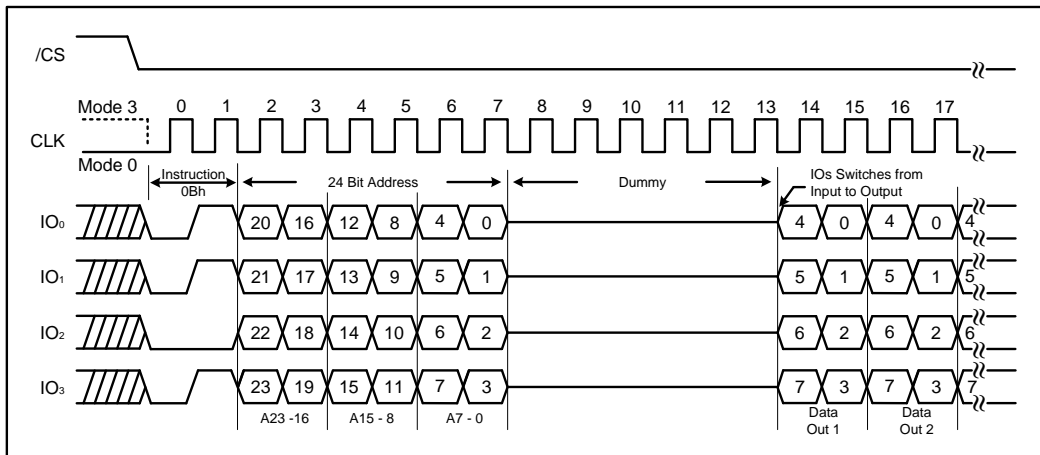 /CS
Mode 3 0 1 2 3 4 5 6 7 8 9 10 11 12 13 14 15 16 17
CLK
Mode 0
Instruction
0Bh
24 Bit Address
Dummy
IOs Switches from
Input to Output
IO0 20 16 12 8 4 0 4 0 4 0 4
IO1 21 17 13 9 5 1 5 1 5 1 5
IO2 22 18 14 10 6 2 6 2 6 2 6
IO3 23 19 15 11 7 3 7 3 7 3 7
A23 -16 A15 - 8 A7 - 0
Data
Out 1
Data
Out 2